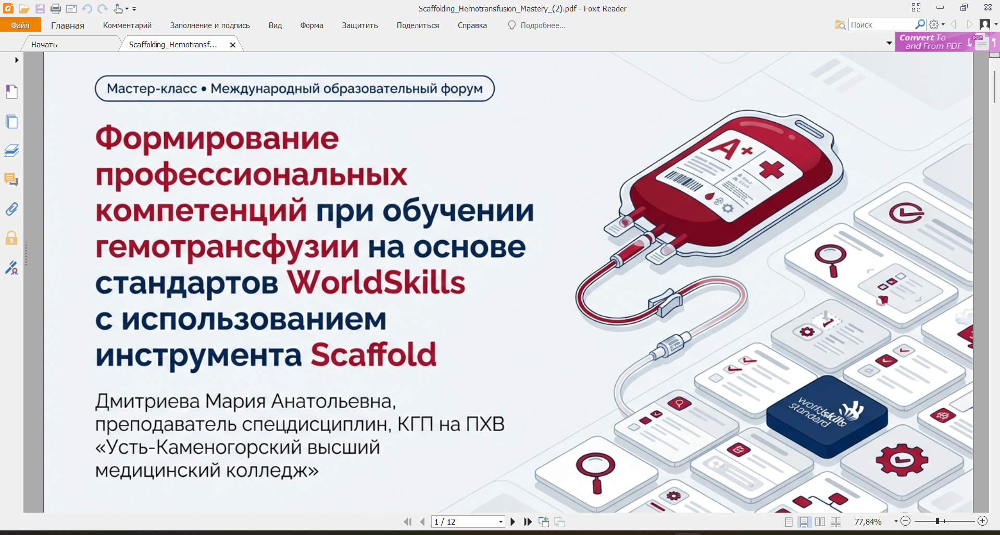 Scaffolding_Hemotransfusion_Mastery_(2).pdf - Foxit Reader
Файл Главная Комментарий Заполнение и подпись Вид Форма Защитить Поделиться Справка Подробнее... Поиск
Начать Scaffolding_Hemotransf... Convert To
and From PDF
PDF
Мастер-класс • Международный образовательный форум
Формирование
профессиональных
компетенций при обучении
гемотрансфузии на основе
стандартов WorldSkills
с использованием
инструмента Scaffold
Дмитриева Мария Анатольевна,
преподаватель спецдисциплин, КГП на ПХВ
«Усть-Каменогорский высший
медицинский колледж»
A+
1 / 12
77,84%